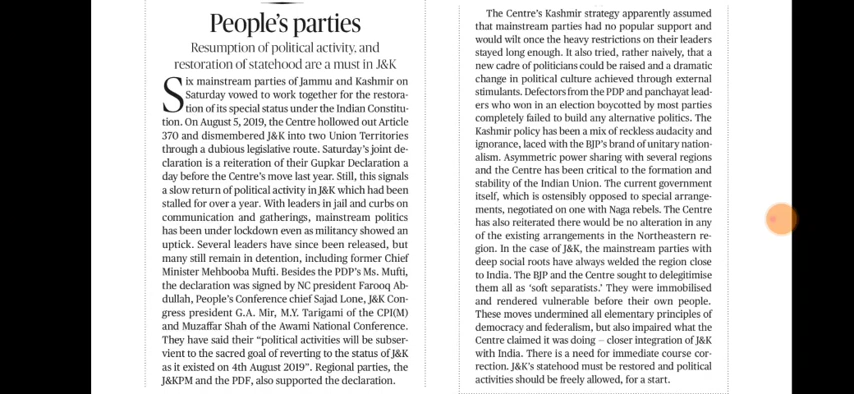 People's parties
Resumption of political activity, and
restoration of statehood are a must in J&K
Six mainstream parties of Jammu and Kashmir on
Saturday vowed to work together for the restora-
tion of its special status under the Indian Constitu-
tion. On August 5, 2019, the Centre hollowed out Article
370 and dismembered J&K into two Union Territories
through a dubious legislative route. Saturday's joint de-
claration is a reiteration of their Gupkar Declaration a
day before the Centre's move last year. Still, this signals
a slow return of political activity in J&K which had been
stalled for over a year. With leaders in jail and curbs on
communication and gatherings, mainstream politics
has been under lockdown even as militancy showed an
uptick. Several leaders have since been released, but
many still remain in detention, including former Chief
Minister Mehbooba Mufti. Besides the PDP's Ms. Mufti,
the declaration was signed by NC president Farooq Ab-
dullah, People's Conference chief Sajad Lone, J&K Con-
gress president G.A. Mir, M.Y. Tarigami of the CPI(M)
and Muzaffar Shah of the Awami National Conference.
They have said their "political activities will be subser-
vient to the sacred goal of reverting to the status of J&K
as it existed on 4th August 2019". Regional parties, the
J&KPM and the PDF, also supported the declaration.
The Centre's Kashmir strategy apparently assumed
that mainstream parties had no popular support and
would wilt once the heavy restrictions on their leaders
stayed long enough. It also tried, rather naively, that a
new cadre of politicians could be raised and a dramatic
change in political culture achieved through external
stimulants. Defectors from the PDP and panchayat lead-
ers who won in an election boycotted by most parties
completely failed to build any alternative politics. The
Kashmir policy has been a mix of reckless audacity and
ignorance, laced with the BJP's brand of unitary nation-
alism. Asymmetric power sharing with several regions
and the Centre has been critical to the formation and
stability of the Indian Union. The current government
itself, which is ostensibly opposed to special arrange-
ments, negotiated on one with Naga rebels. The Centre
has also reiterated there would be no alteration in any
of the existing arrangements in the Northeastern re-
gion. In the case of J&K, the mainstream parties with
deep social roots have always welded the region close
to India. The BJP and the Centre sought to delegitimise
them all as 'soft separatists.' They were immobilised
and rendered vulnerable before their own people.
These moves undermined all elementary principles of
democracy and federalism, but also impaired what the
Centre claimed it was doing – closer integration of J&K
with India. There is a need for immediate course cor-
rection. J&K's statehood must be restored and political
activities should be freely allowed, for a start.